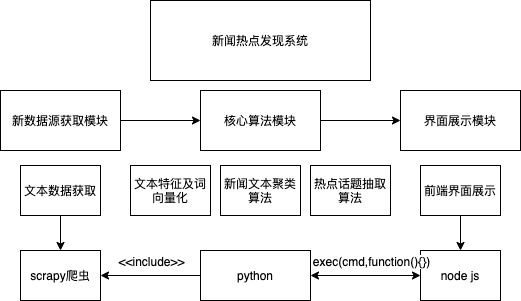 新闻热点发现系统
新数据源获取模块
核心算法模块
界面展示模块
文本数据获取
文本特征及词
向量化
新闻文本聚类
算法
热点话题抽取
算法
前端界面展示
scrapy爬虫
<<include>>
python
exec(cmd,function(){})
node js